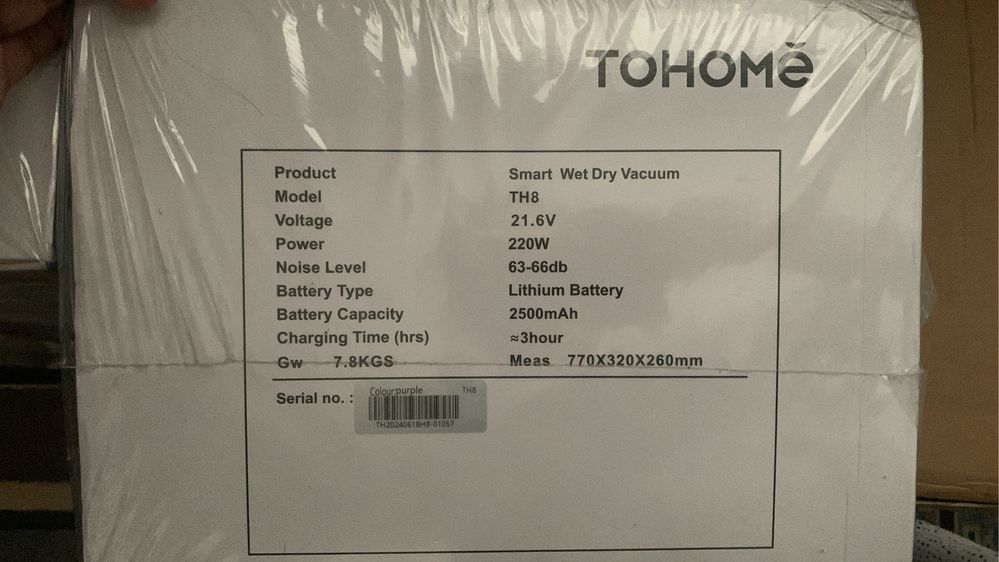 TOHOMĕ
Product Smart Wet Dry Vacuum
Model TH8
Voltage 21.6V
Power 220W
Noise Level 63-66db
Battery Type Lithium Battery
Battery Capacity 2500mAh
Charging Time (hrs) ≈3hour
Gw 7.8KGS Meas 770X320X260mm
Serial no. :
Colour:purple TH8
TH20240618H8-01057